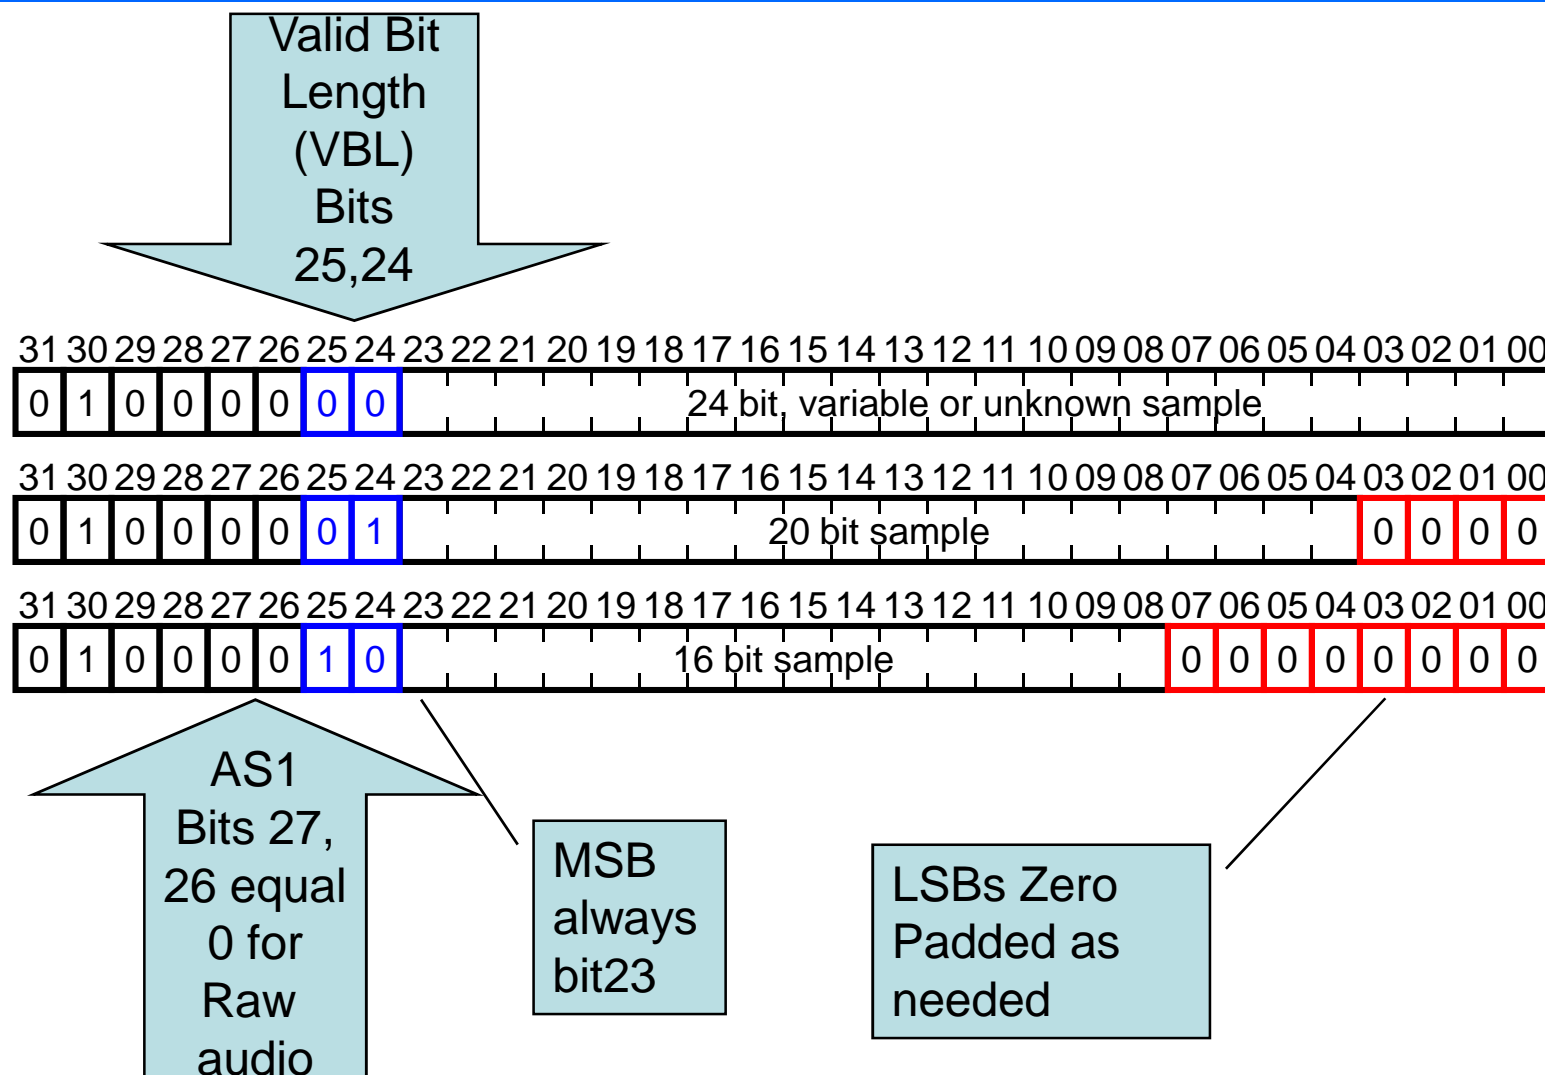 Valid Bit
Length
(VBL)
Bits
25,24
31 30 29 28 27 26 25 24 23 22 21 20 19 18 17 16 15 14 13 12 11 10 09 08 07 06 05 04 03 02 01 00
0 1 0 0 0 0 0 0 24 bit, variable or unknown sample
31 30 29 28 27 26 25 24 23 22 21 20 19 18 17 16 15 14 13 12 11 10 09 08 07 06 05 04 03 02 01 00
0 1 0 0 0 0 0 1 20 bit sample 0 0 0 0
31 30 29 28 27 26 25 24 23 22 21 20 19 18 17 16 15 14 13 12 11 10 09 08 07 06 05 04 03 02 01 00
0 1 0 0 0 0 1 0 16 bit sample 0 0 0 0 0 0 0 0
AS1
Bits 27,
26 equal
0 for
Raw
audio
MSB
always
bit23
LSBs Zero
Padded as
needed